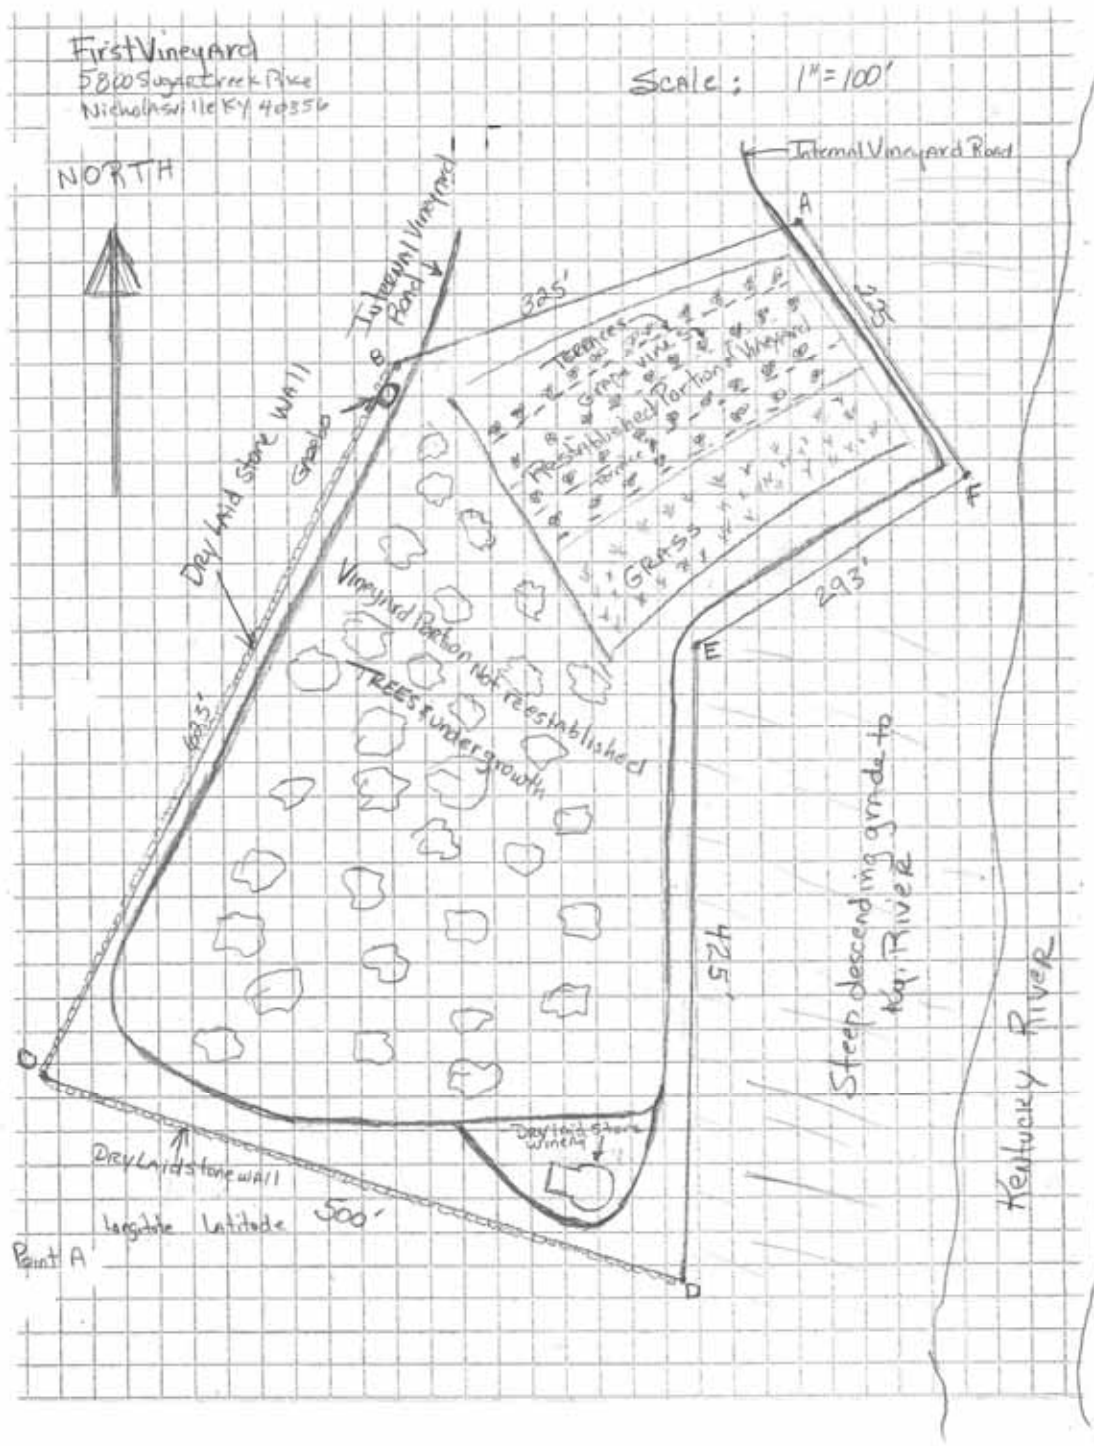 First Vineyard
5800 Sugar Creek Pike
Nicholasville KY 40356
Scale: 1"=100'
NORTH
Internal Vineyard Road
Internal Vineyard
Road
A
325'
225'
B
Dry Laid Stone Wall
Gazebo
Terraces
Grape vines
Reestablished Portion of Vineyard
Terrace
GRASS
F
293'
E
Vineyard Portion Not reestablished
TREES & undergrowth
623'
425'
Steep descending grade to
Ky. River
Kentucky River
C
Dry Laid stone wall
Dry laid stone
winery
500'
Longitude Latitude
Point A
D